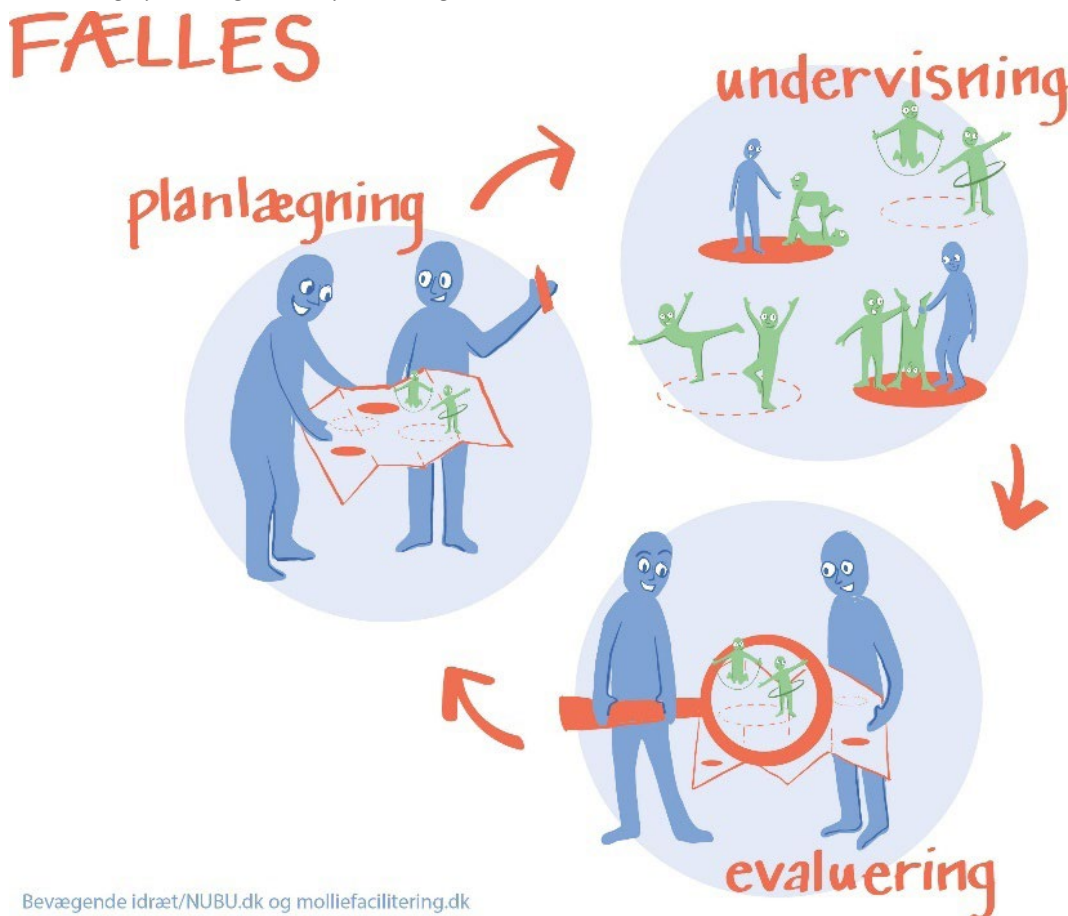 FÆLLES
undervisning
planlægning
evaluering
Bevægende idræt/NUBU.dk og molliefacilitering.dk